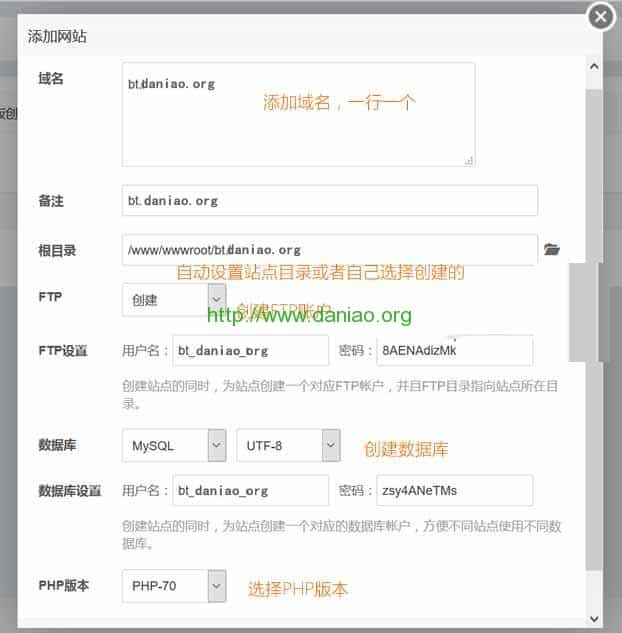 添加网站
域名
bt.daniao.org
添加域名，一行一个
版创
备注
bt.daniao.org
根目录
/www/wwwroot/bt.daniao.org
自动设置站点目录或者自己选择创建的
FTP
创建
创建FTP账户
http://www.daniao.org
FTP设置
用户名： bt_daniao_org 密码： 8AENAdizMk
创建站点的同时，为站点创建一个对应FTP帐户，并且FTP目录指向站点所在目
录。
数据库
MySQL UTF-8 创建数据库
数据库设置
用户名： bt_daniao_org 密码： zsy4ANeTMs
创建站点的同时，为站点创建一个对应的数据库帐户，方便不同站点使用不同数
据库。
PHP版本
PHP-70 选择PHP版本